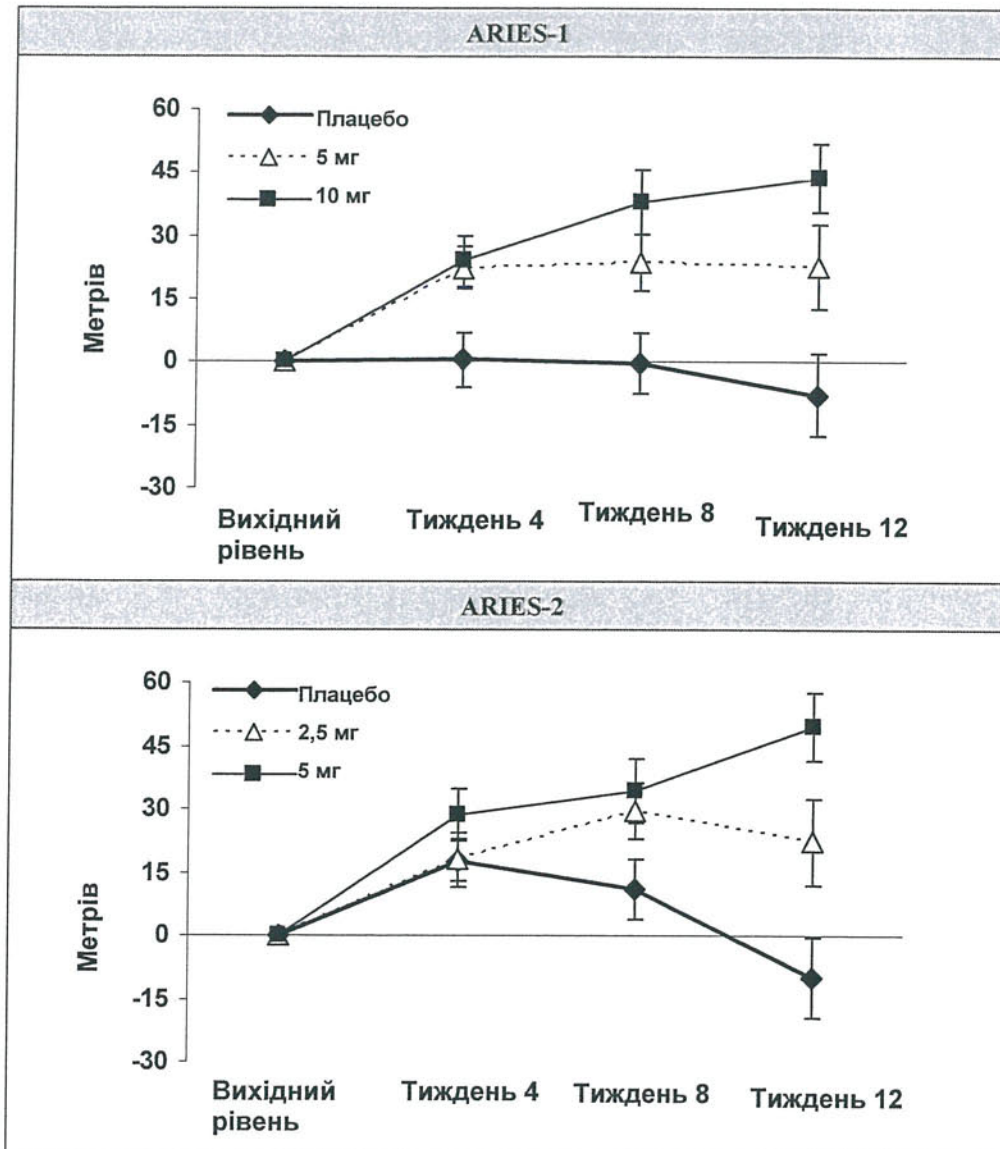 ARIES-1
60
45
30
15
0
-15
-30
Метрів
Плацебо
5 мг
10 мг
Вихідний рівень
Тиждень 4
Тиждень 8
Тиждень 12
ARIES-2
60
45
30
15
0
-15
-30
Метрів
Плацебо
2,5 мг
5 мг
Вихідний рівень
Тиждень 4
Тиждень 8
Тиждень 12